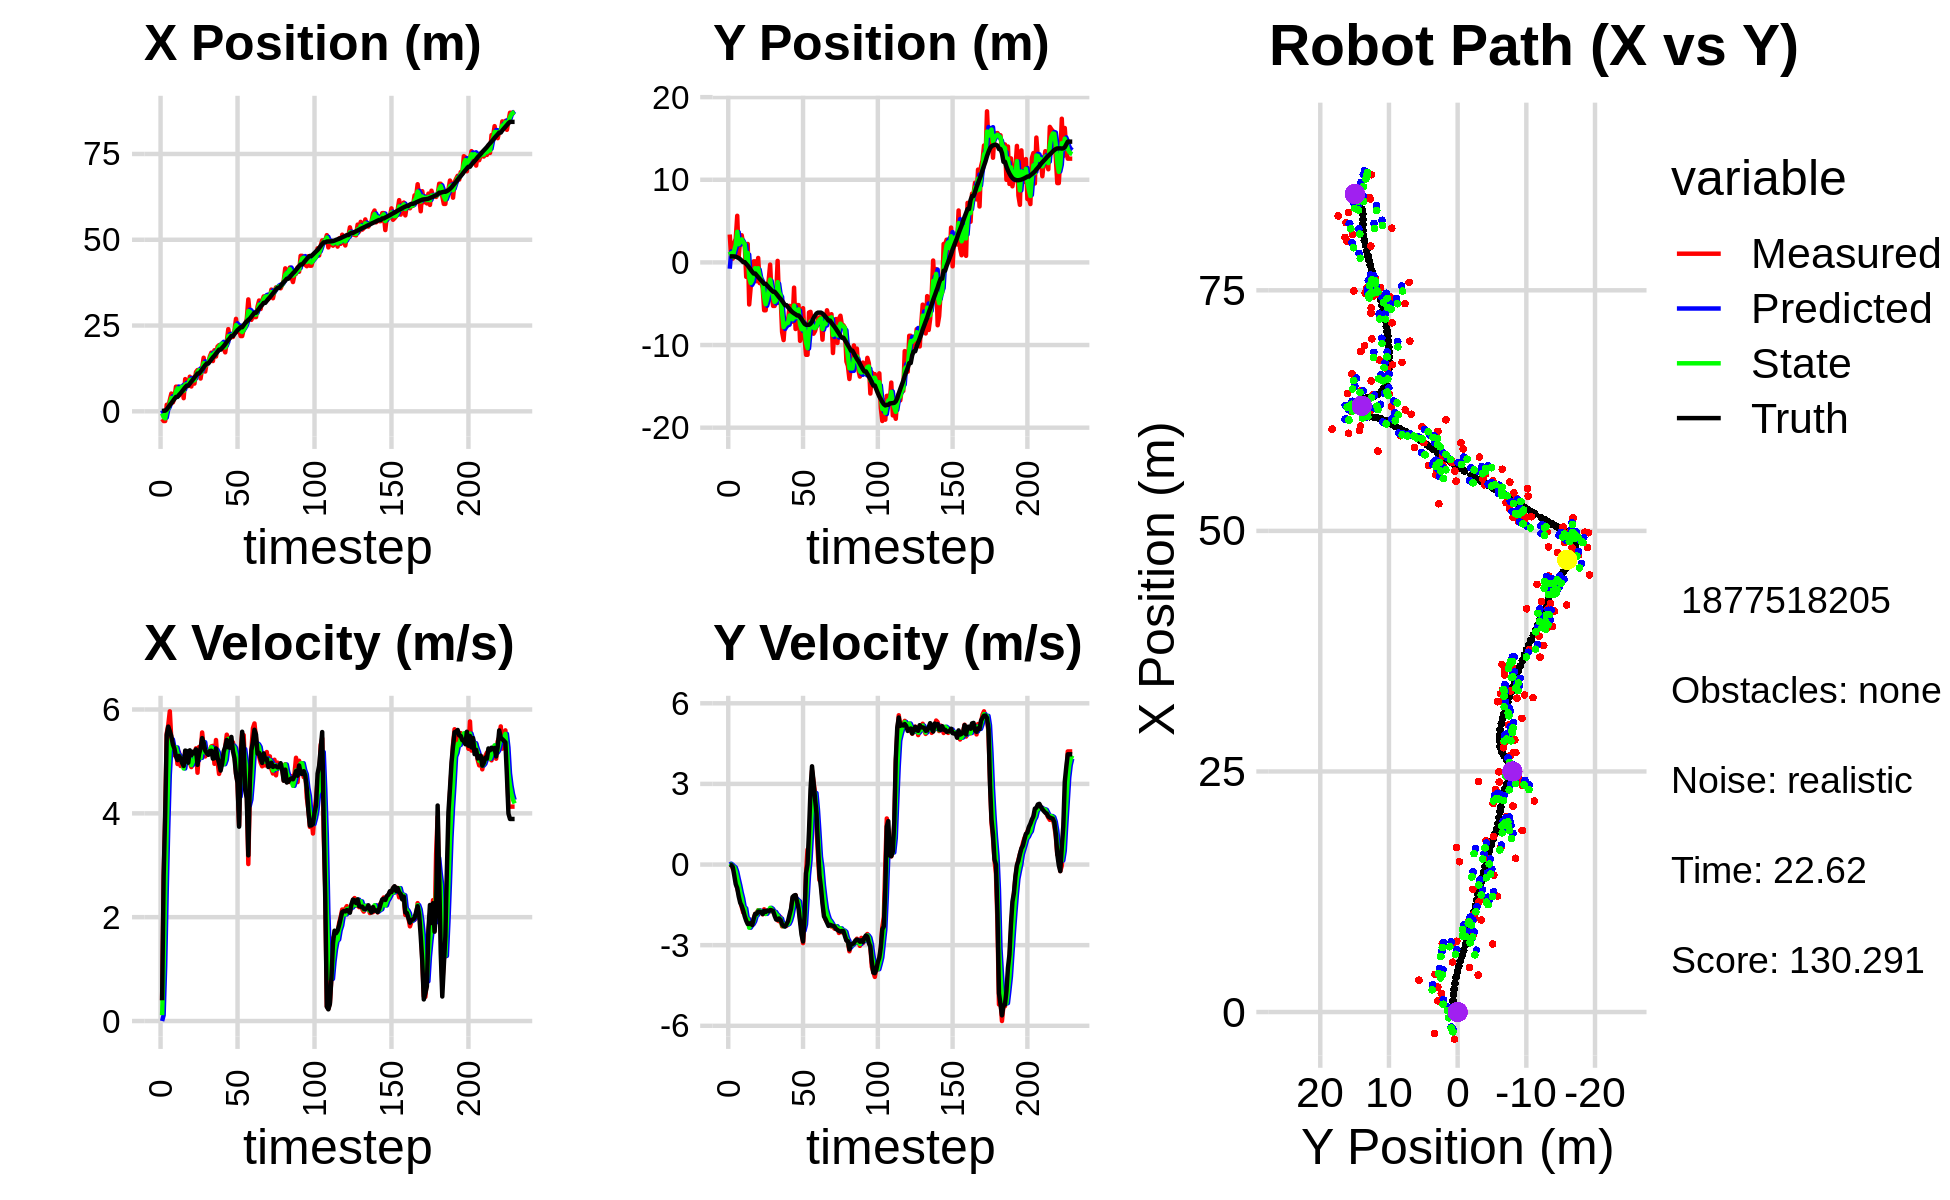 X Position (m)
75
50
25
0
0 50 100 150 200
timestep
Y Position (m)
20
10
0
-10
-20
0 50 100 150 200
timestep
X Velocity (m/s)
6
4
2
0
0 50 100 150 200
timestep
Y Velocity (m/s)
6
3
0
-3
-6
0 50 100 150 200
timestep
Robot Path (X vs Y)
X Position (m)
75
50
25
0
20 10 0 -10 -20
Y Position (m)
variable
Measured
Predicted
State
Truth
1877518205
Obstacles: none
Noise: realistic
Time: 22.62
Score: 130.291